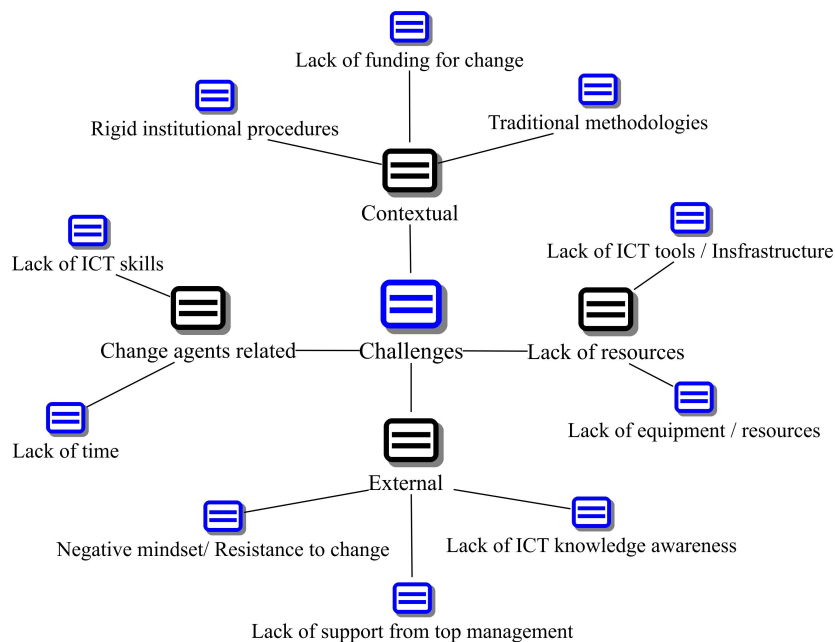 Lack of funding for change
Rigid institutional procedures
Traditional methodologies
Contextual
Lack of ICT skills
Lack of ICT tools / Insfrastructure
Change agents related
Challenges
Lack of resources
Lack of time
Lack of equipment / resources
External
Negative mindset/ Resistance to change
Lack of ICT knowledge awareness
Lack of support from top management